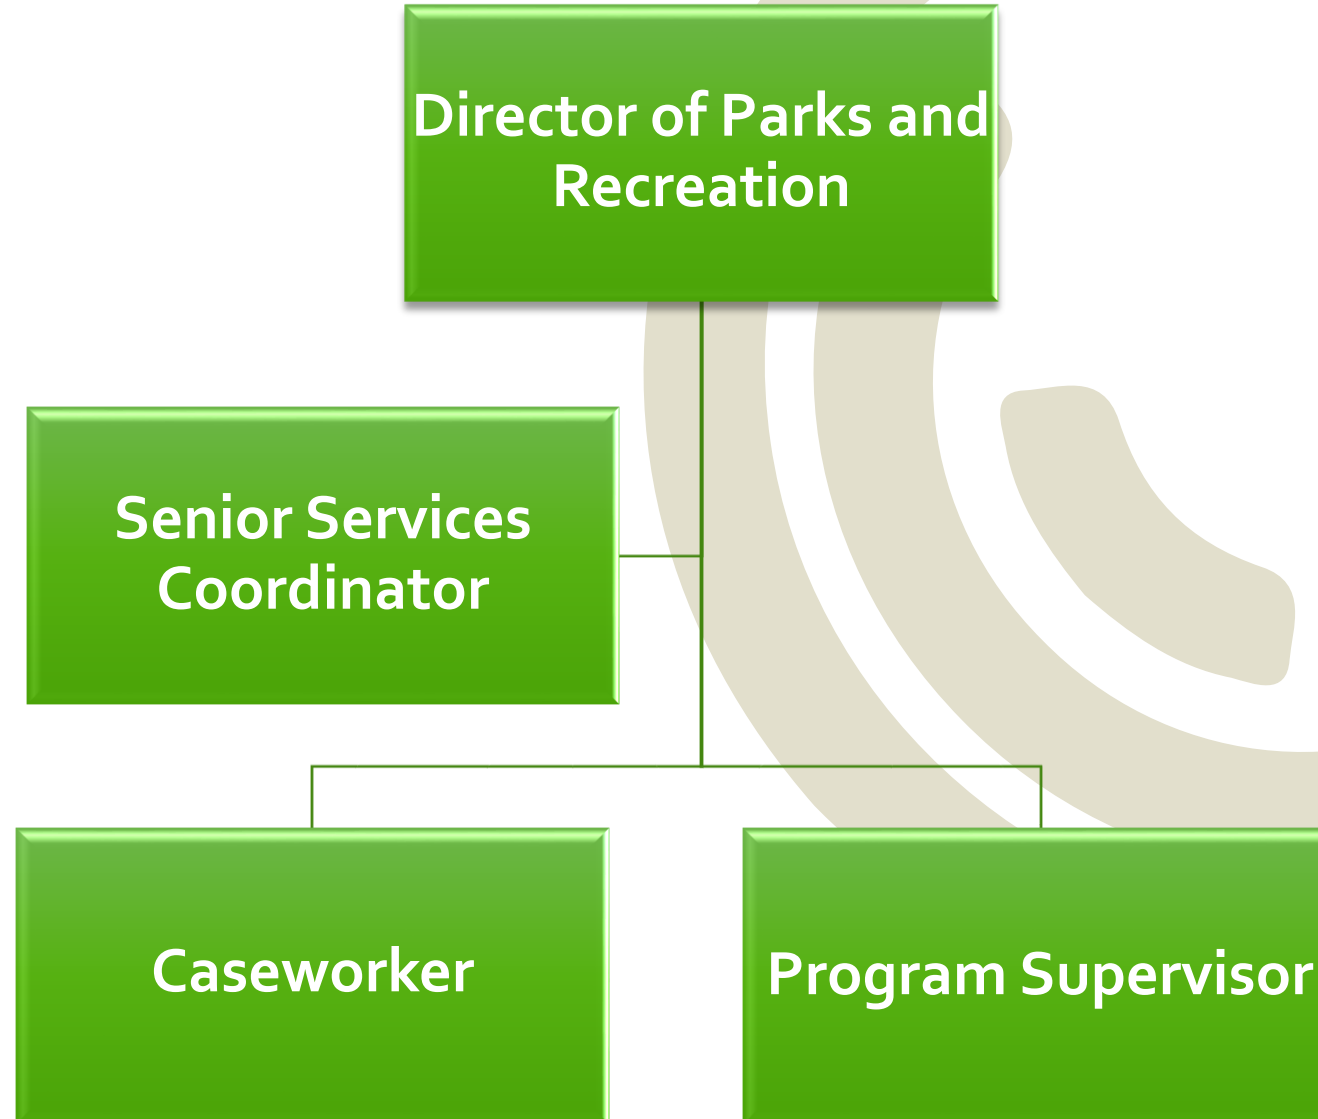 Director of Parks and
Recreation
Senior Services
Coordinator
Caseworker
Program Supervisor